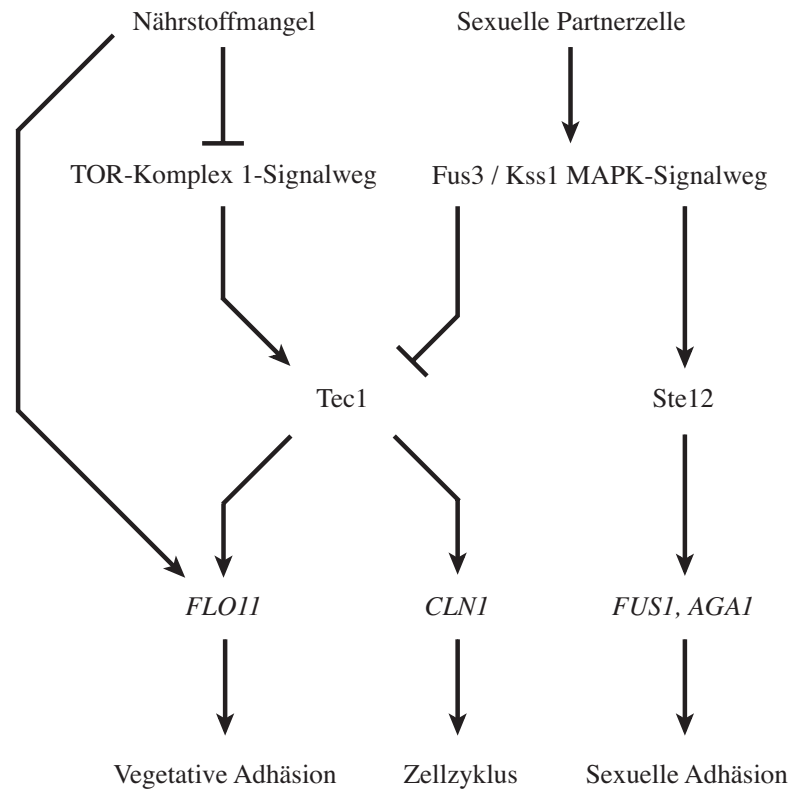 Nährstoffmangel
Sexuelle Partnerzelle
TOR-Komplex 1-Signalweg
Fus3 / Kss1 MAPK-Signalweg
Tec1
Ste12
FLO11
CLN1
FUS1, AGA1
Vegetative Adhäsion
Zellzyklus
Sexuelle Adhäsion